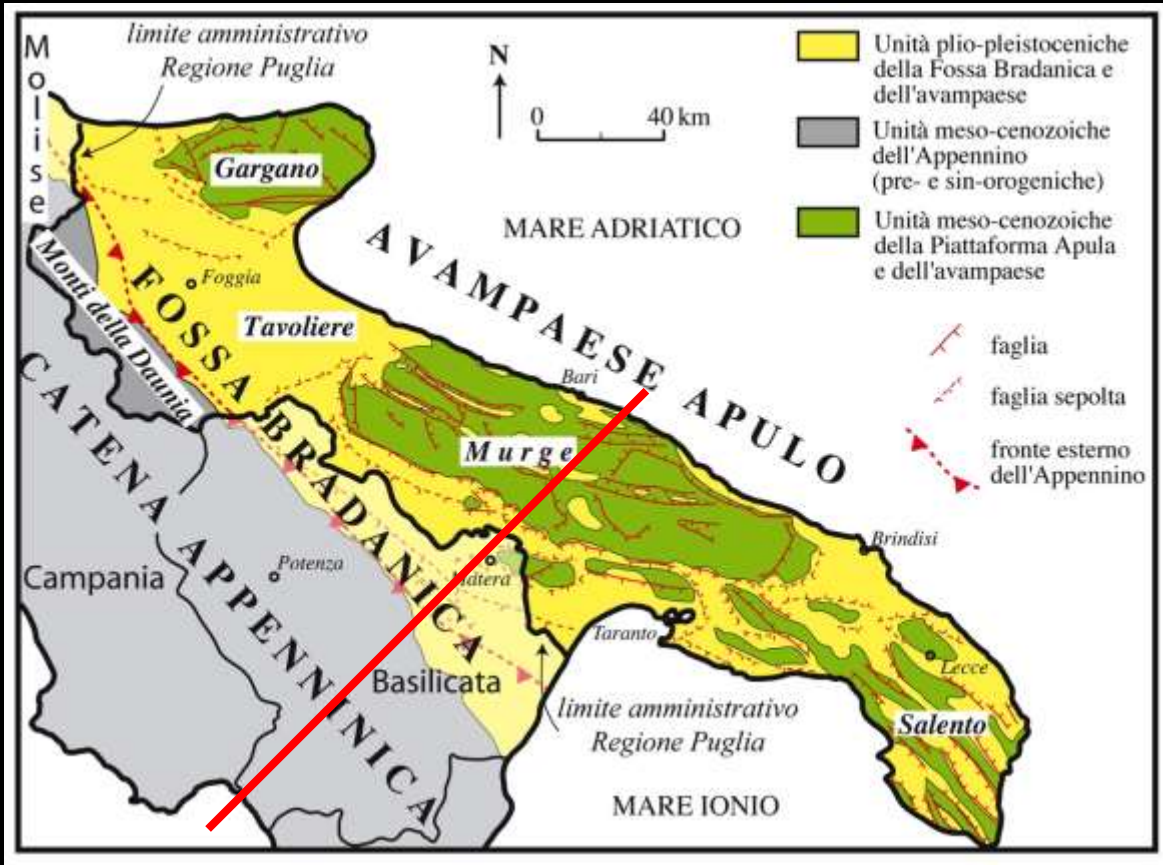 Molise
limite amministrativo
Regione Puglia
N
0 40 km
Unità plio-pleistoceniche
della Fossa Bradanica e
dell'avampaese
Unità meso-cenozoiche
dell'Appennino
(pre- e sin-orogeniche)
Unità meso-cenozoiche
della Piattaforma Apula
e dell'avampaese
faglia
faglia sepolta
fronte esterno
dell'Appennino
Gargano
MARE ADRIATICO
AVAMPAESE APULO
Monti della Daunia
Foggia
FOSSA BRADANICA
Tavoliere
Bari
Murge
CATENA APPENNINICA
Campania
Potenza
Brindisi
Taranto
Lecce
Basilicata
limite amministrativo
Regione Puglia
Salento
MARE IONIO